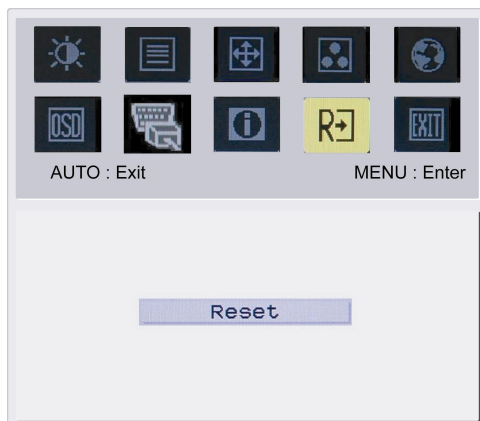 OSD
R
EXIT
AUTO : Exit
MENU : Enter
Reset